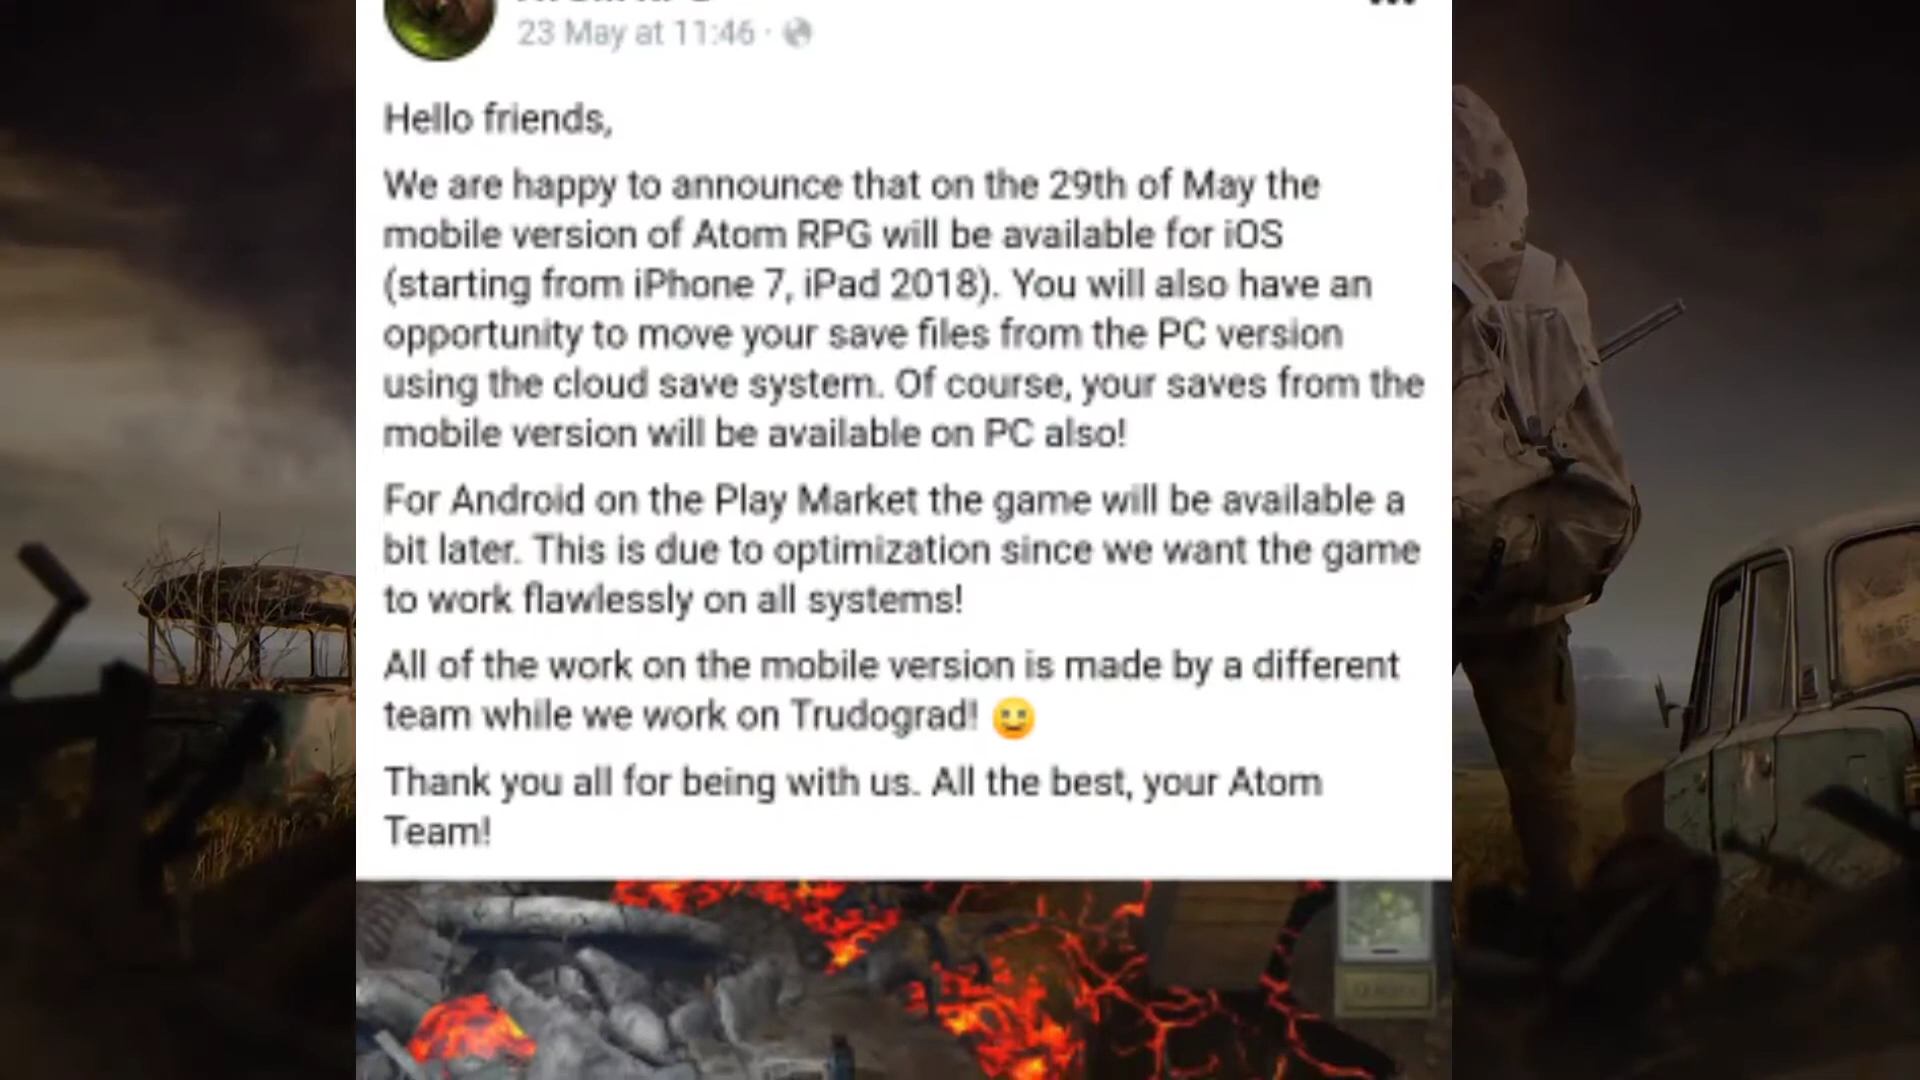 23 May at 11:46 ·
Hello friends,
We are happy to announce that on the 29th of May the
mobile version of Atom RPG will be available for iOS
(starting from iPhone 7, iPad 2018). You will also have an
opportunity to move your save files from the PC version
using the cloud save system. Of course, your saves from the
mobile version will be available on PC also!
For Android on the Play Market the game will be available a
bit later. This is due to optimization since we want the game
to work flawlessly on all systems!
All of the work on the mobile version is made by a different
team while we work on Trudograd! 🙂
Thank you all for being with us. All the best, your Atom
Team!